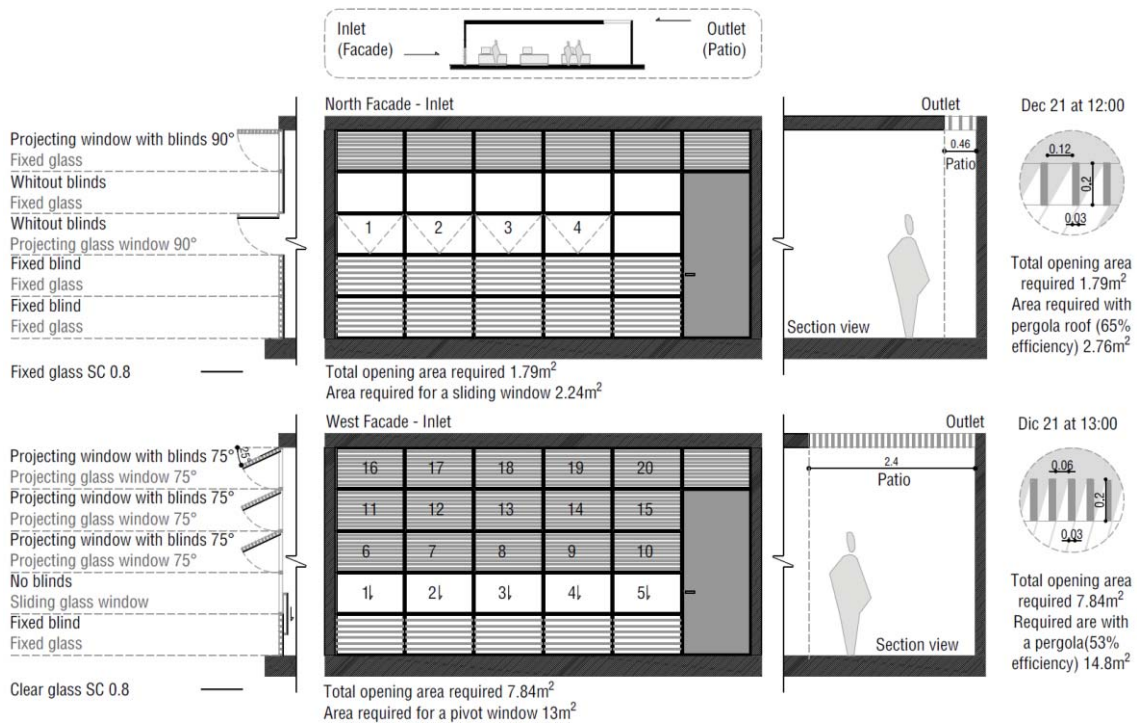 Inlet
(Facade)
Outlet
(Patio)
North Facade - Inlet
Projecting window with blinds 90°
Fixed glass
Whitout blinds
Fixed glass
Whitout blinds
Projecting glass window 90°
Fixed blind
Fixed glass
Fixed blind
Fixed glass
Fixed glass SC 0.8
1 2 3 4
Total opening area required 1.79m²
Area required for a sliding window 2.24m²
Outlet
0.46
Patio
Section view
Dec 21 at 12:00
0.12
0.2
0.03
Total opening area
required 1.79m²
Area required with
pergola roof (65%
efficiency) 2.76m²
West Facade - Inlet
Projecting window with blinds 75°
25°
Projecting glass window 75°
Projecting window with blinds 75°
Projecting glass window 75°
Projecting window with blinds 75°
Projecting glass window 75°
No blinds
Sliding glass window
Fixed blind
Fixed glass
Clear glass SC 0.8
16 17 18 19 20
11 12 13 14 15
6 7 8 9 10
1 2 3 4 5
Total opening area required 7.84m²
Area required for a pivot window 13m²
Outlet
2.4
Patio
Section view
Dic 21 at 13:00
0.06
0.2
0.03
Total opening area
required 7.84m²
Required are with
a pergola(53%
efficiency) 14.8m²